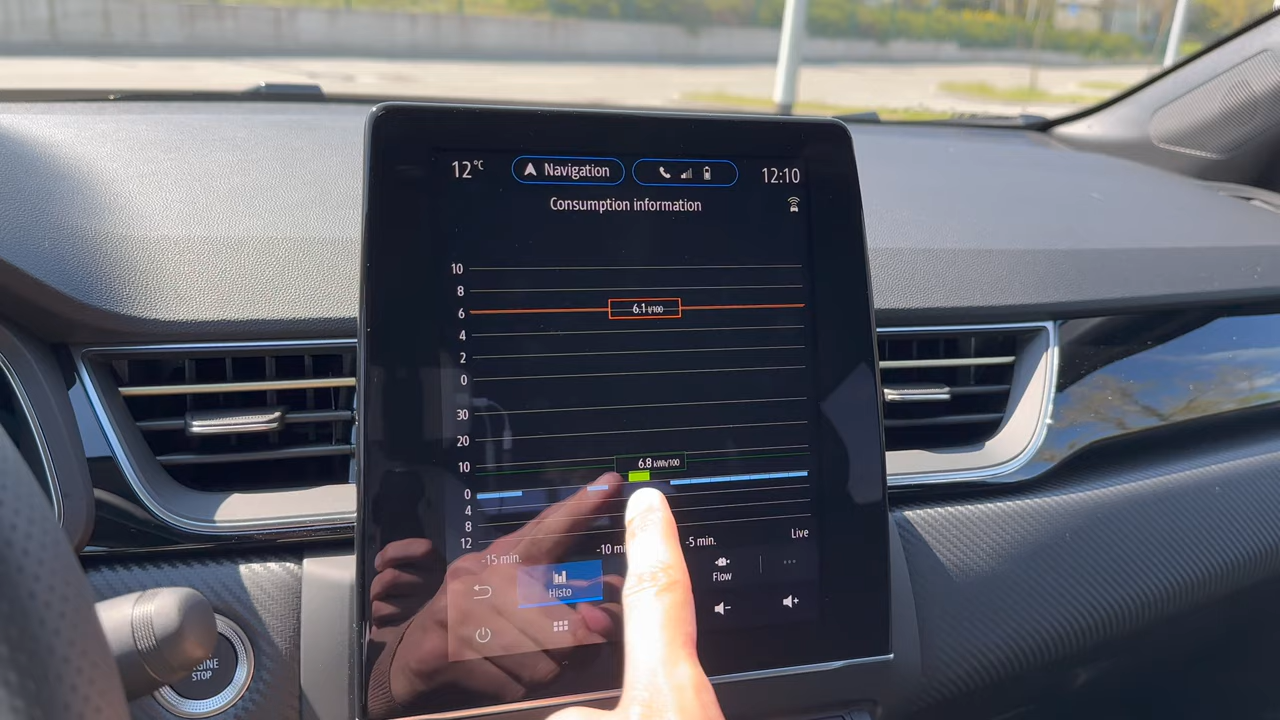 12°C
Navigation
12:10
Consumption information
10
8
6
6.1 l/100
4
2
0
30
20
10
6.8 kWh/100
0
4
8
12
-15 min.
-10 mi
-5 min.
Live
Histo
Flow
GINE
STOP